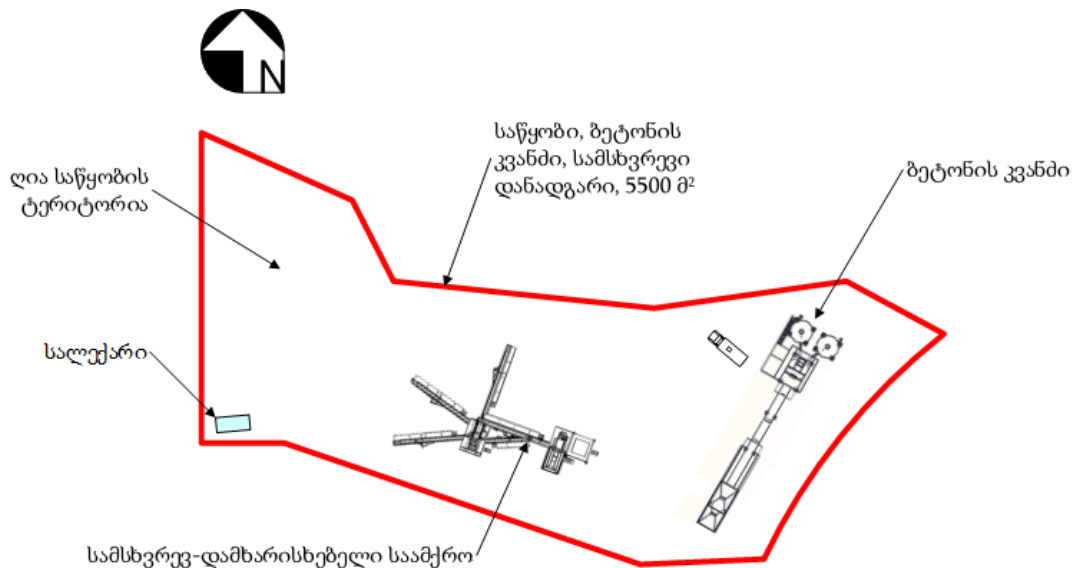 N
საწყობი, ბეტონის
კვანძი, სამსხვრევი
დანადგარი, 5500 მ²
ბეტონის კვანძი
ღია საწყობის
ტერიტორია
სალექარი
სამსხვრევ-დამხარისხებელი საამქრო